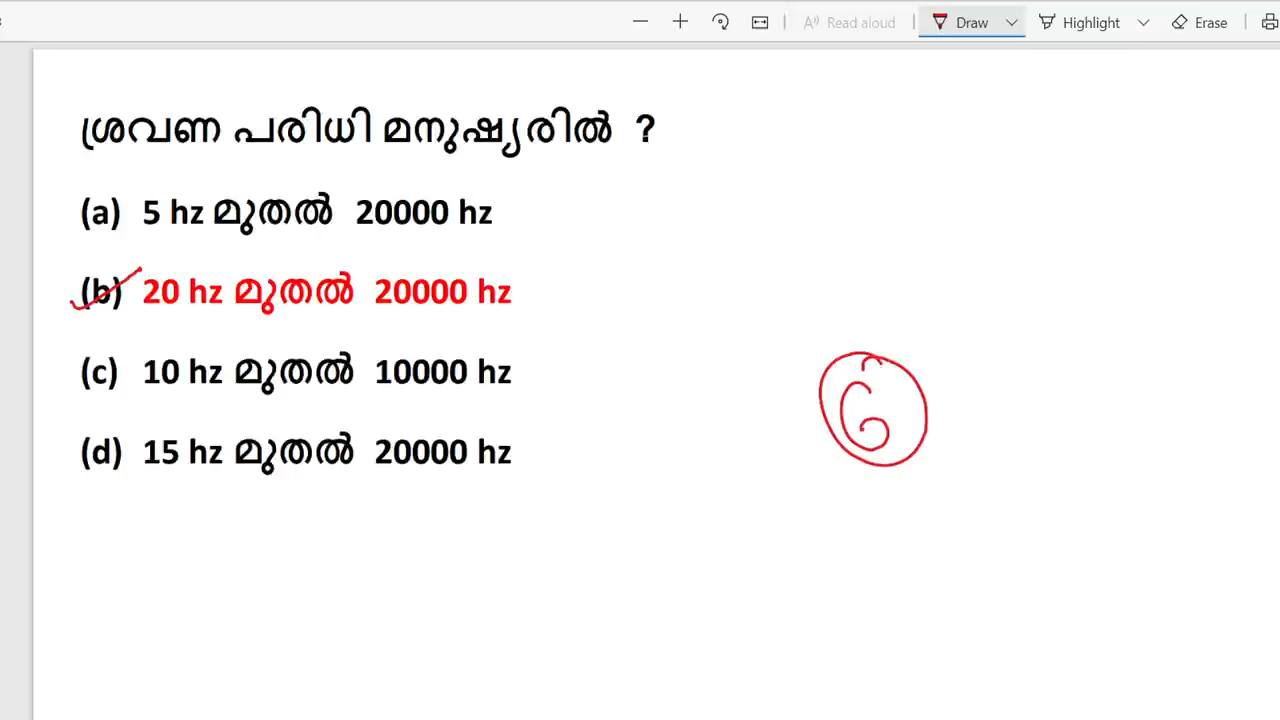 Read aloud Draw Highlight Erase
ശ്രവണ പരിധി മനുഷ്യരിൽ ?
(a) 5 hz മുതൽ 20000 hz
(b) 20 hz മുതൽ 20000 hz
(c) 10 hz മുതൽ 10000 hz
(d) 15 hz മുതൽ 20000 hz